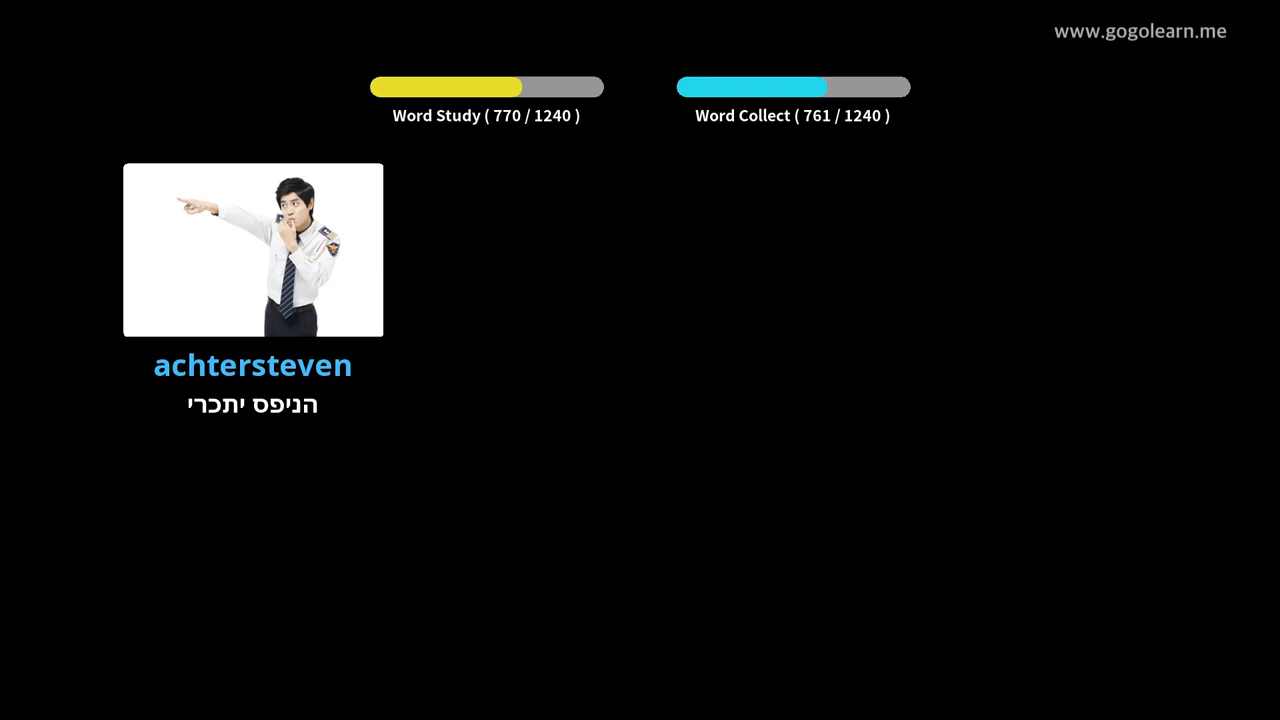 www.gogolearn.me
Word Study ( 770 / 1240 )
Word Collect ( 761 / 1240 )
achtersteven
הניפס יתכרי